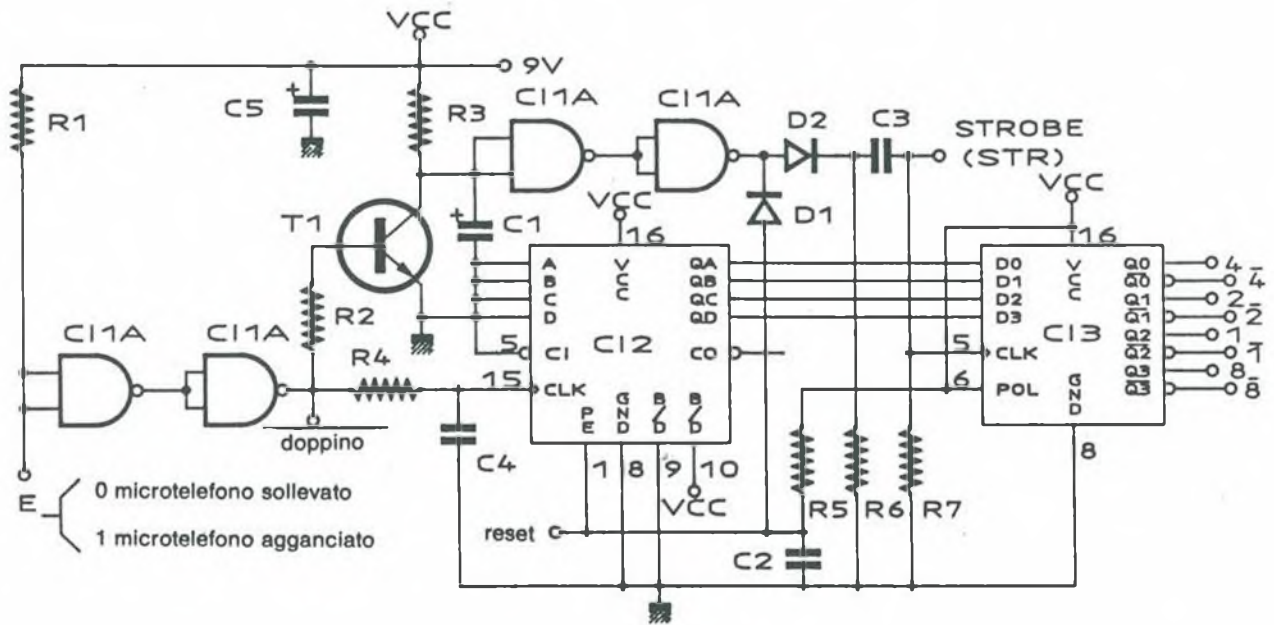 VCC
9V
R1
C5
R3
CI1A
CI1A
D2
C3
STROBE
(STR)
VCC
T1
C1
VCC
D1
16
16
A
B
C
D
V
C
C
QA
QB
QC
QD
D0
D1
D2
D3
V
C
C
Q0
Q0
Q1
Q1
Q2
Q2
Q3
Q3
4
4̅
2
2̅
1
1̅
8
8̅
CI1A
CI1A
R2
R4
5
CI
CI2
CO
5
CLK
CI3
15
CLK
6
POL
G
N
D
P
E
G
N
D
B
/
D
B
/
D
doppino
C4
1
8
9
10
VCC
8
R5
R6
R7
E
0 microtelefono sollevato
1 microtelefono agganciato
reset
C2